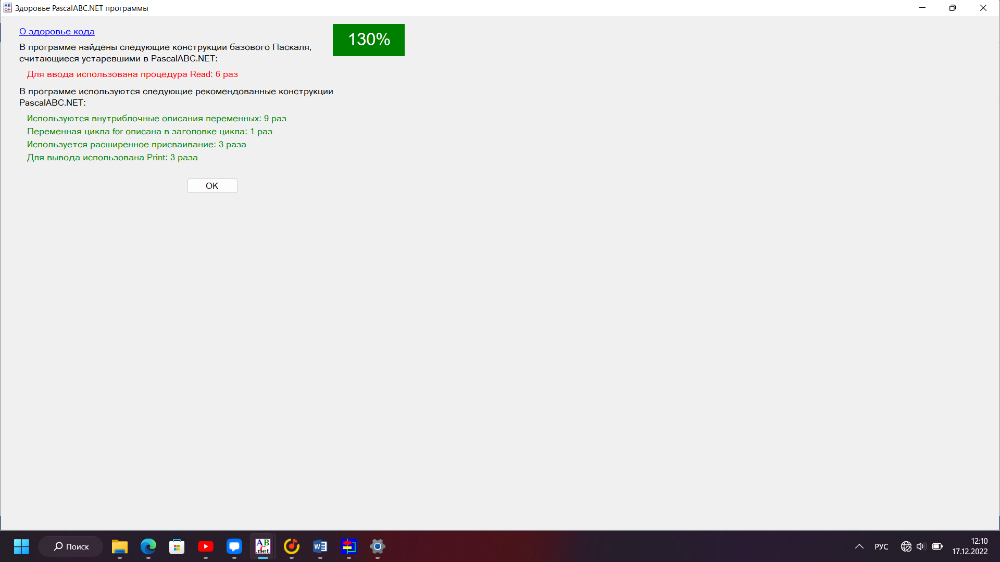 Здоровье PascalABC.NET программы
О здоровье кода
130%
В программе найдены следующие конструкции базового Паскаля,
считающиеся устаревшими в PascalABC.NET:
Для ввода использована процедура Read: 6 раз
В программе используются следующие рекомендованные конструкции
PascalABC.NET:
Используются внутриблочные описания переменных: 9 раз
Переменная цикла for описана в заголовке цикла: 1 раз
Используется расширенное присваивание: 3 раза
Для вывода использована Print: 3 раза
OK
Поиск
AB
C
.net
W
РУС
12:10
17.12.2022